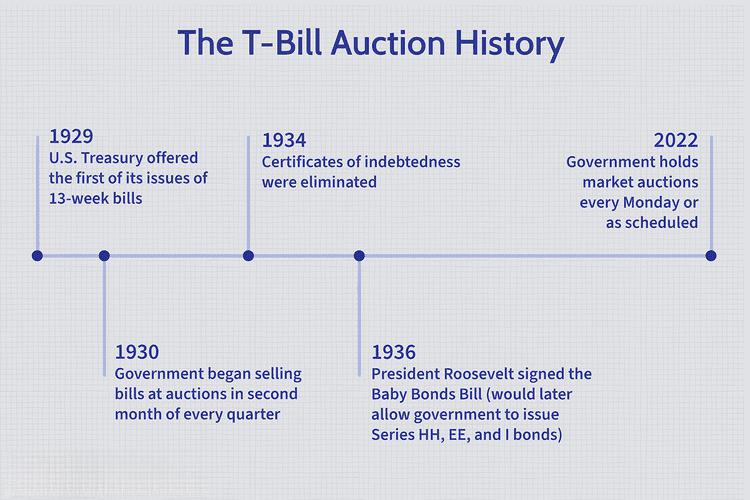 The T-Bill Auction History
1929
U.S. Treasury offered
the first of its issues of
13-week bills
1934
Certificates of indebtedness
were eliminated
2022
Government holds
market auctions
every Monday or
as scheduled
1930
Government began selling
bills at auctions in second
month of every quarter
1936
President Roosevelt signed the
Baby Bonds Bill (would later
allow government to issue
Series HH, EE, and I bonds)